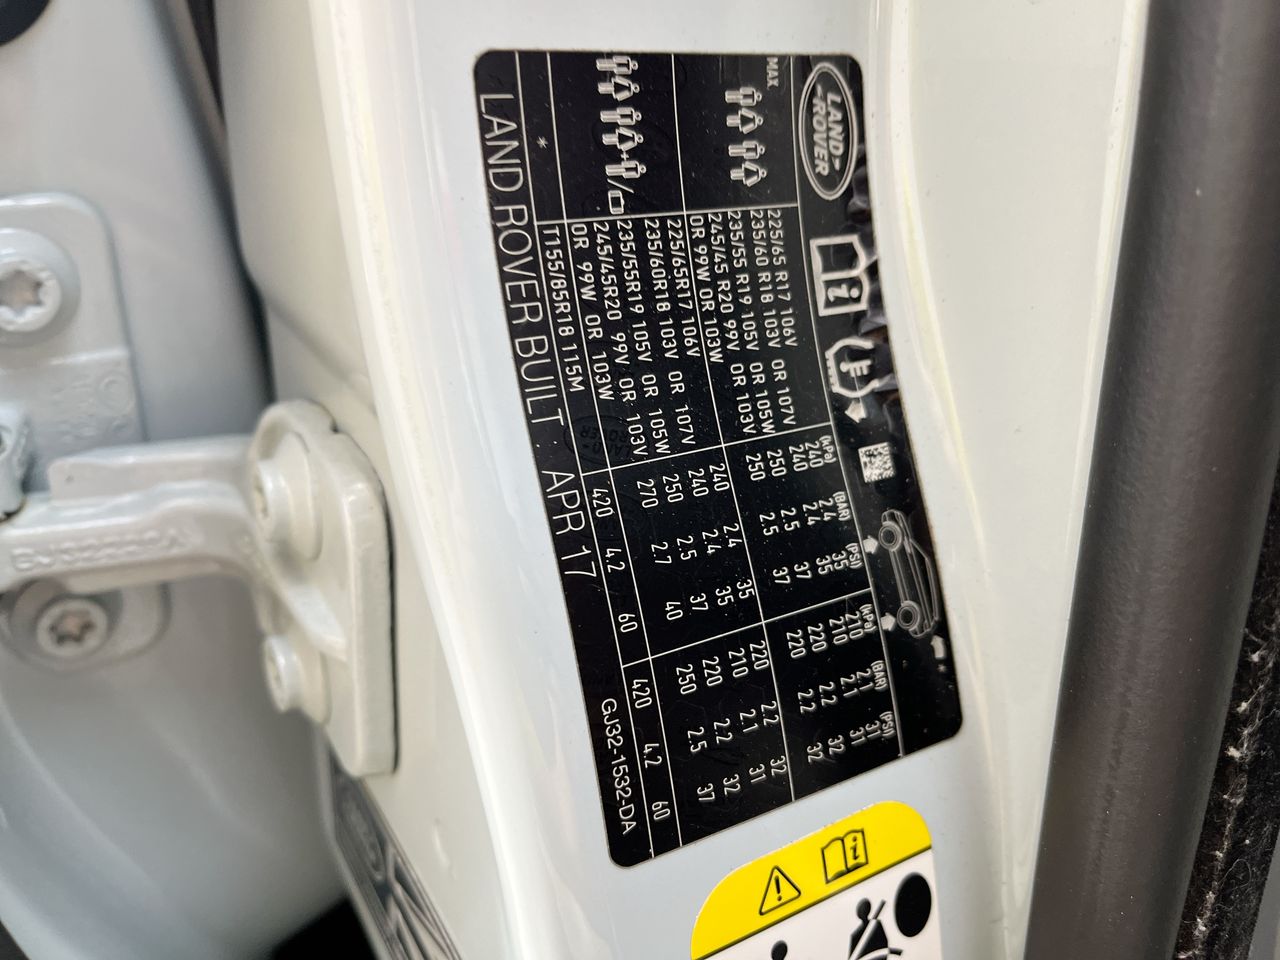 LAND-
-ROVER
(kPa) (BAR) (PSI) (kPa) (BAR) (PSI)
MAX
225/65 R17 106V OR 107V 240 2.4 35 210 2.1 31
235/60 R18 103V OR 105W 240 2.4 35 210 2.1 31
235/55 R19 105V OR 103V 250 2.5 37 220 2.2 32
245/45 R20 99V 250 2.5 37 220 2.2 32
OR 99W OR 103W
225/65R17 106V OR 107V 240 2.4 35 220 2.2 32
235/60R18 103V OR 105W 240 2.4 35 210 2.1 31
235/55R19 105V OR 103V 250 2.5 37 220 2.2 32
245/45R20 99V 270 2.7 40 250 2.5 37
OR 99W OR 103W
* T155/85R18 115M 420 4.2 60 420 4.2 60
LAND ROVER BUILT APR 17 GJ32-1532-DA